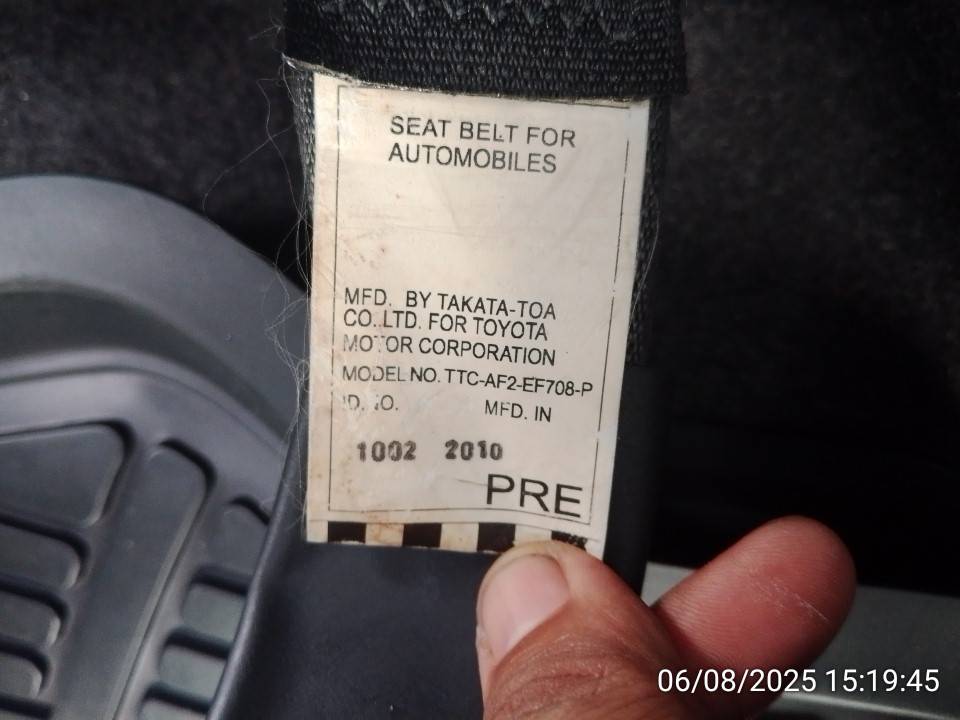 SEAT BELT FOR
AUTOMOBILES
MFD. BY TAKATA-TOA
CO.,LTD. FOR TOYOTA
MOTOR CORPORATION
MODEL NO. TTC-AF2-EF708-P
MFD. IN
1002 2010
PRE
06/08/2025 15:19:45